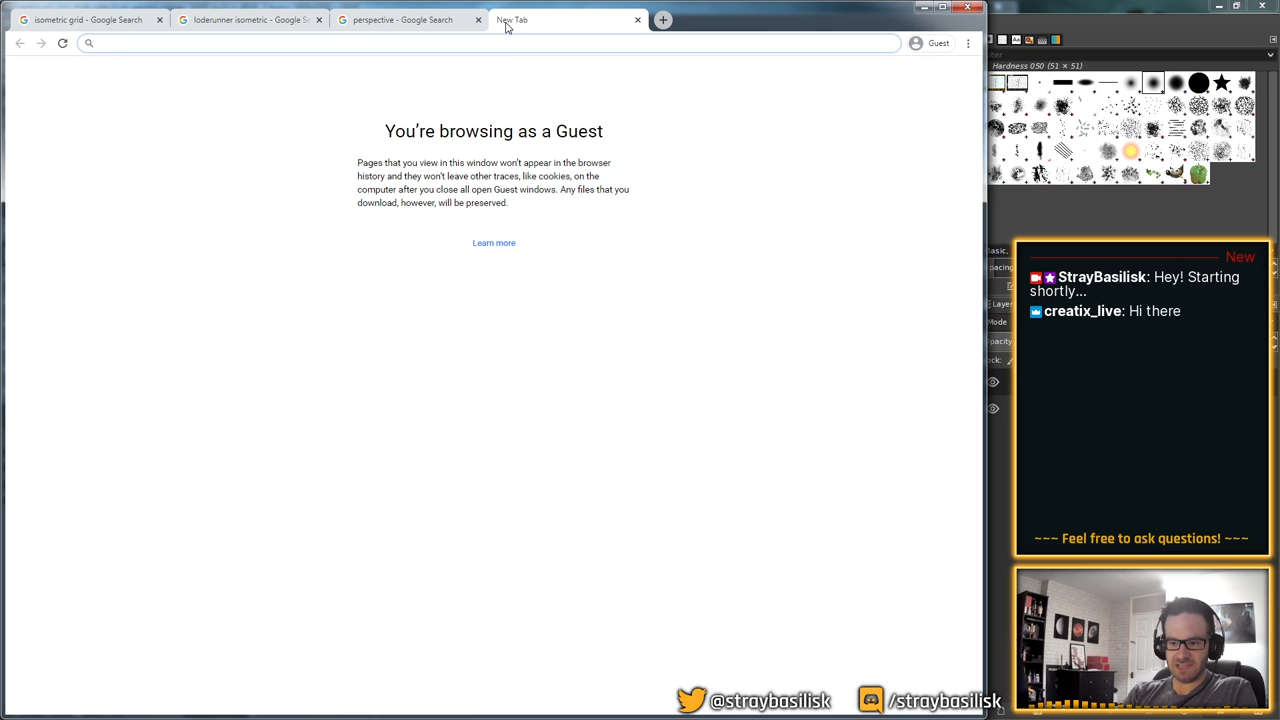 isometric grid - Google Search
loderunner isometric - Google S
perspective - Google Search
New Tab
Guest
Hardness 050 (51 × 51)
You're browsing as a Guest
Pages that you view in this window won't appear in the browser
history and they won't leave other traces, like cookies, on the
computer after you close all open Guest windows. Any files that you
download, however, will be preserved.
Learn more
Basic,
Mode
New
StrayBasilisk: Hey! Starting
shortly...
creatix_live: Hi there
~~~ Feel free to ask questions! ~~~
@straybasilisk
/straybasilisk